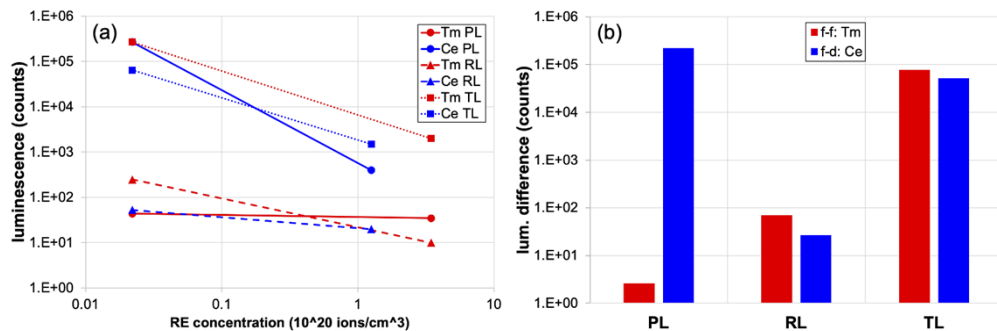 (a)
Tm PL
Ce PL
Tm RL
Ce RL
Tm TL
Ce TL
luminescence (counts)
1.E+06
1.E+05
1.E+04
1.E+03
1.E+02
1.E+01
1.E+00
0.01
0.1
1
10
RE concentration (10^20 ions/cm^3)
(b)
f-f: Tm
f-d: Ce
lum. difference (counts)
1.E+06
1.E+05
1.E+04
1.E+03
1.E+02
1.E+01
1.E+00
PL
RL
TL